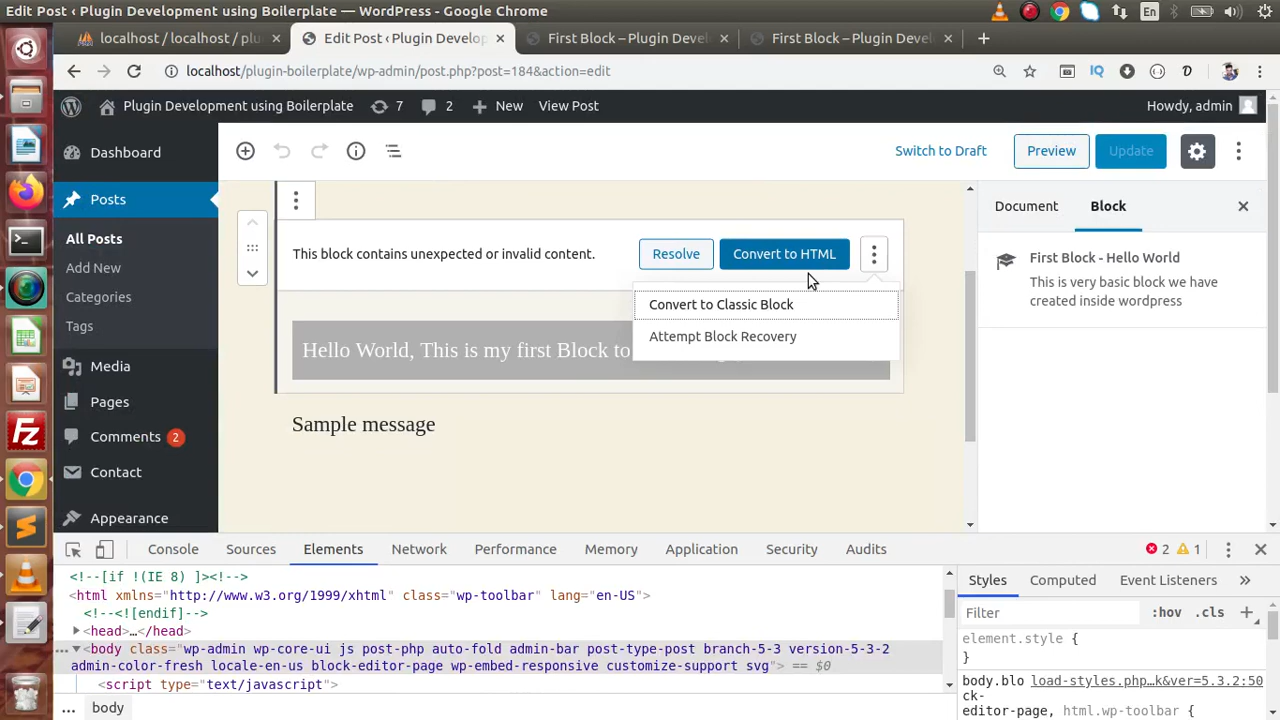 Edit Post ‹ Plugin Development using Boilerplate — WordPress - Google Chrome
En
(1:00)
localhost / localhost / plu
Edit Post ‹ Plugin Develop
First Block – Plugin Devel
First Block – Plugin Devel
localhost/plugin-boilerplate/wp-admin/post.php?post=184&action=edit
IQ
Plugin Development using Boilerplate
7
2
New
View Post
Howdy, admin
Dashboard
Posts
All Posts
Add New
Categories
Tags
Media
Pages
Comments 2
Contact
Appearance
Switch to Draft
Preview
Update
This block contains unexpected or invalid content.
Resolve
Convert to HTML
Convert to Classic Block
Attempt Block Recovery
Hello World, This is my first Block to
Sample message
Document
Block
First Block - Hello World
This is very basic block we have
created inside wordpress
Console
Sources
Elements
Network
Performance
Memory
Application
Security
Audits
2
1
<!--[if !(IE 8) ]><!-->
<html xmlns="http://www.w3.org/1999/xhtml" class="wp-toolbar" lang="en-US">
<!--<![endif]-->
<head>…</head>
<body class="wp-admin wp-core-ui js post-php auto-fold admin-bar post-type-post branch-5-3 version-5-3-2
admin-color-fresh locale-en-us block-editor-page wp-embed-responsive customize-support svg"> == $0
<script type="text/javascript">
... body
Styles
Computed
Event Listeners
Filter
:hov
.cls
element.style {
}
body.blo load-styles.php…k&ver=5.3.2:50
ck-
editor-page, html.wp-toolbar {